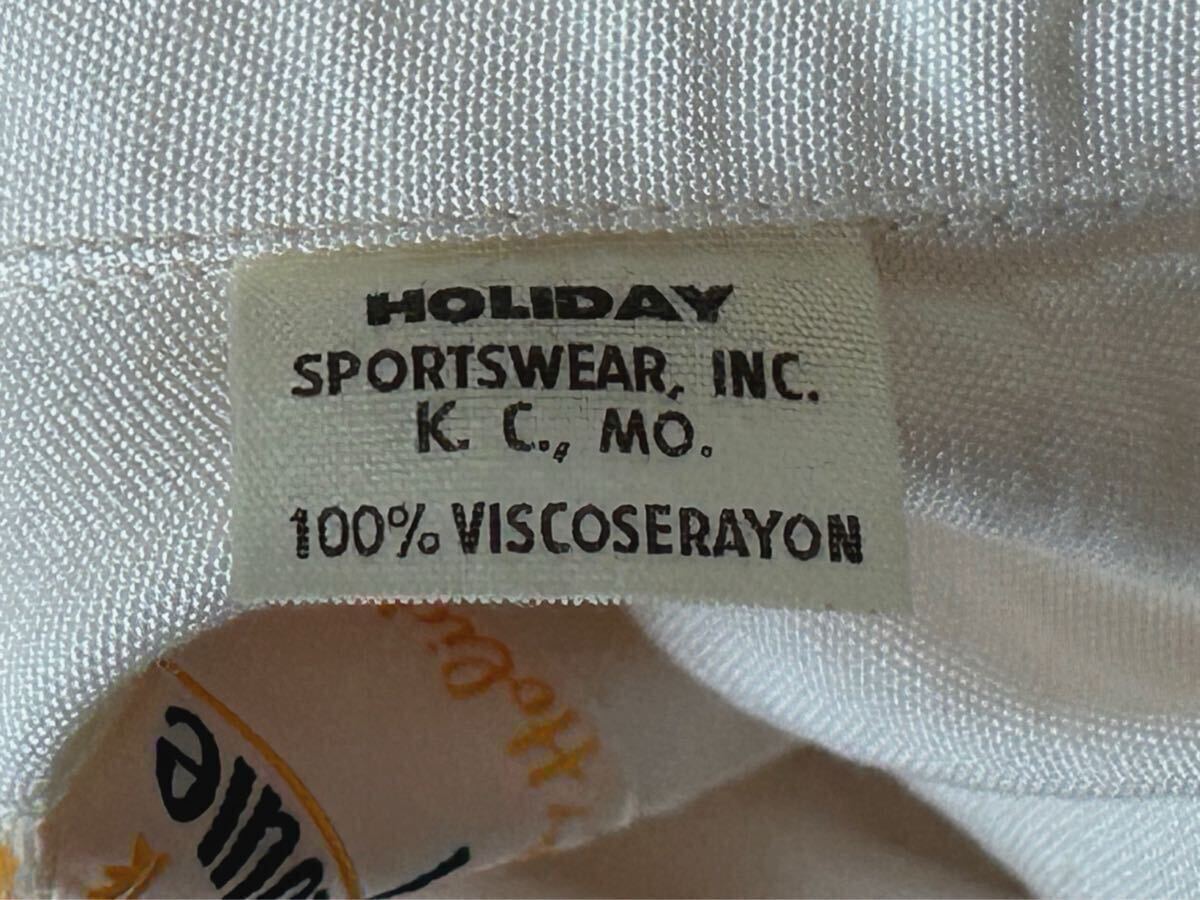 HOLIDAY
SPORTSWEAR, INC.
K. C., MO.
100% VISCOSERAYON